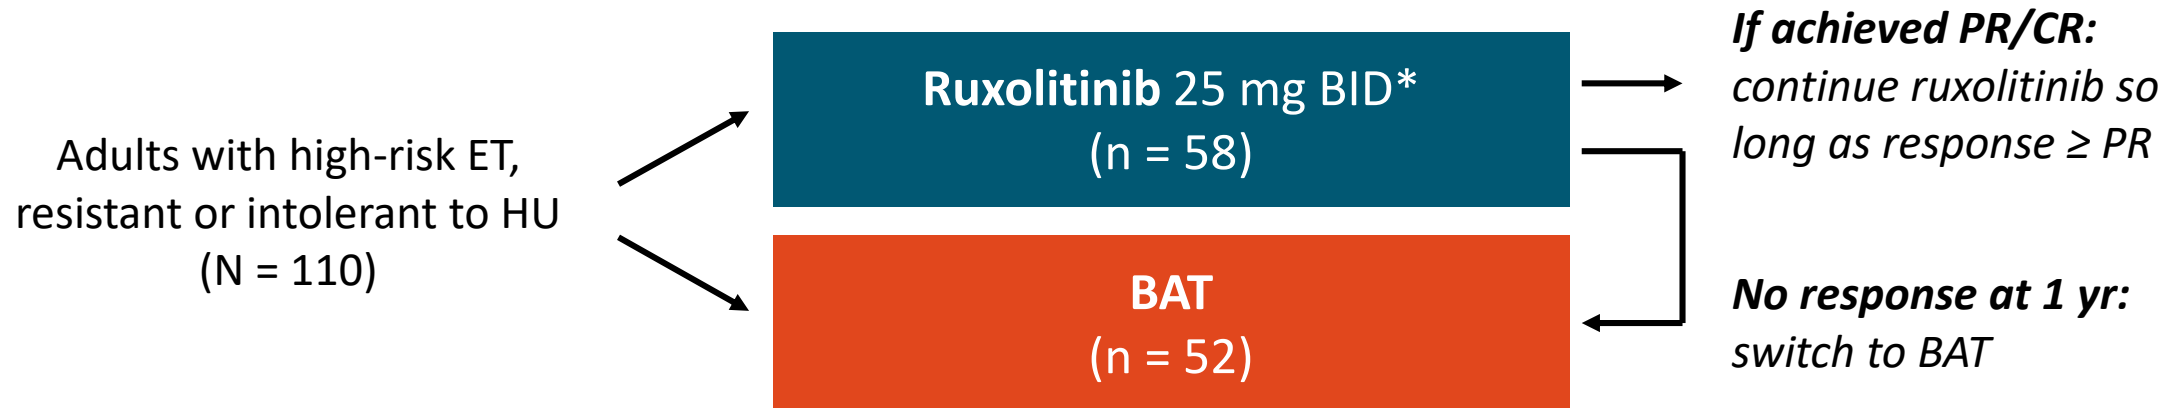 Adults with high-risk ET,
resistant or intolerant to HU
(N = 110)
Ruxolitinib 25 mg BID*
(n = 58)
BAT
(n = 52)
If achieved PR/CR:
continue ruxolitinib so
long as response ≥ PR
No response at 1 yr:
switch to BAT